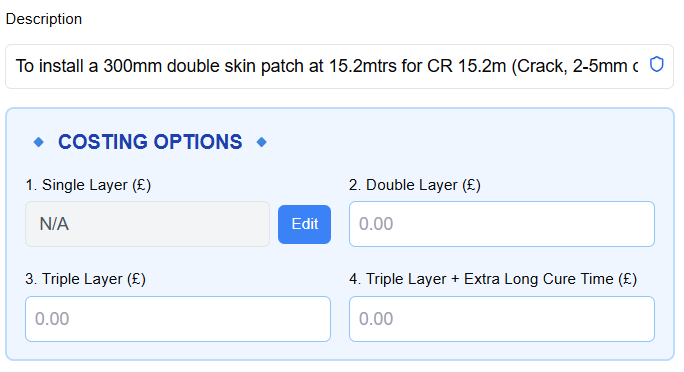 Description
To install a 300mm double skin patch at 15.2mtrs for CR 15.2m (Crack, 2-5mm
COSTING OPTIONS
1. Single Layer (£)
2. Double Layer (£)
N/A
Edit
0.00
3. Triple Layer (£)
4. Triple Layer + Extra Long Cure Time (£)
0.00
0.00